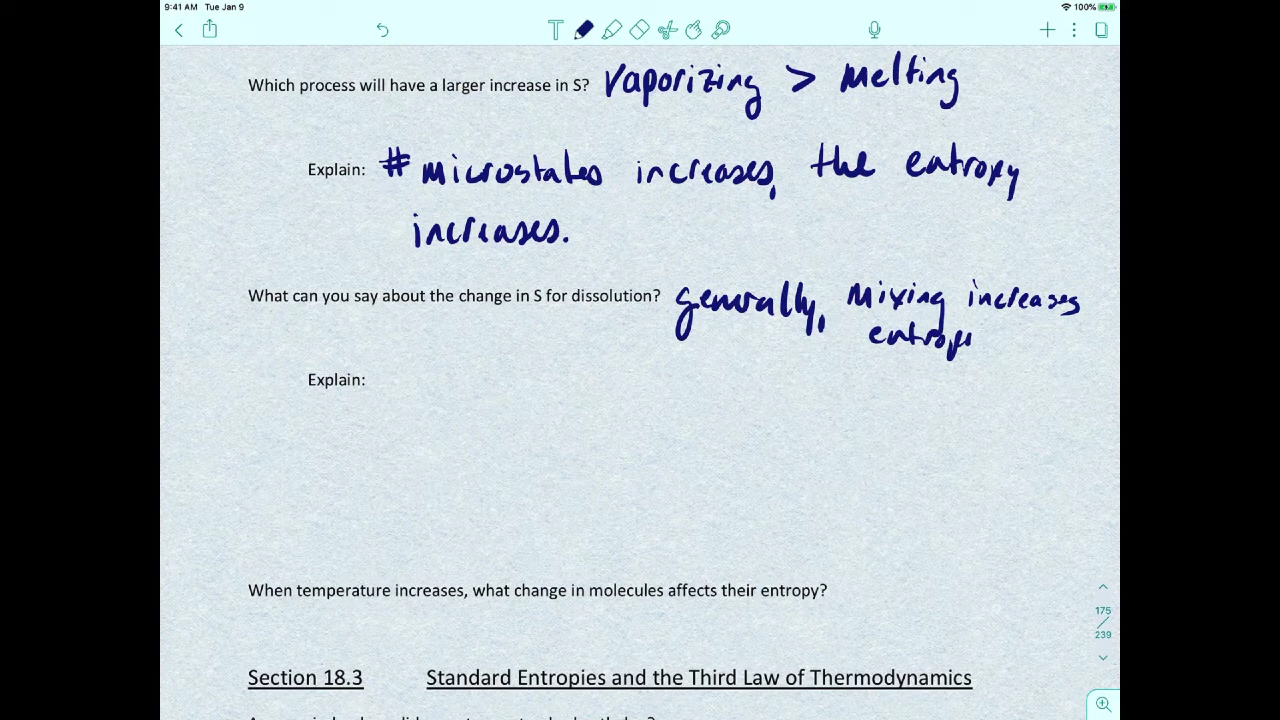 9:41 AM Tue Jan 9
100%
Which process will have a larger increase in S? Vaporizing > Melting
Explain: # microstates increases, the entropy
increases.
What can you say about the change in S for dissolution? generally, Mixing increases
entropy
Explain:
When temperature increases, what change in molecules affects their entropy?
175
/
239
Section 18.3 Standard Entropies and the Third Law of Thermodynamics